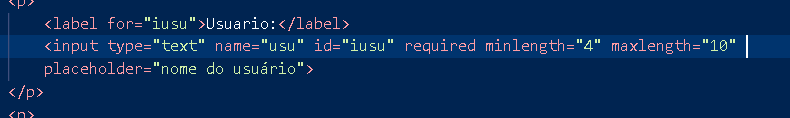 <p>
<label for="iusu">Usuario:</label>
<input type="text" name="usu" id="iusu" required minlength="4" maxlength="10"
placeholder="nome do usuário">
</p>
<p>